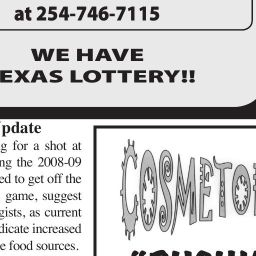 at 254-746-7115
WE HAVE
EXAS LOTTERY!!
pdate
g for a shot at
ng the 2008-09
ed to get off the
game, suggest
gists, as current
dicate increased
e food sources.
COSMETO